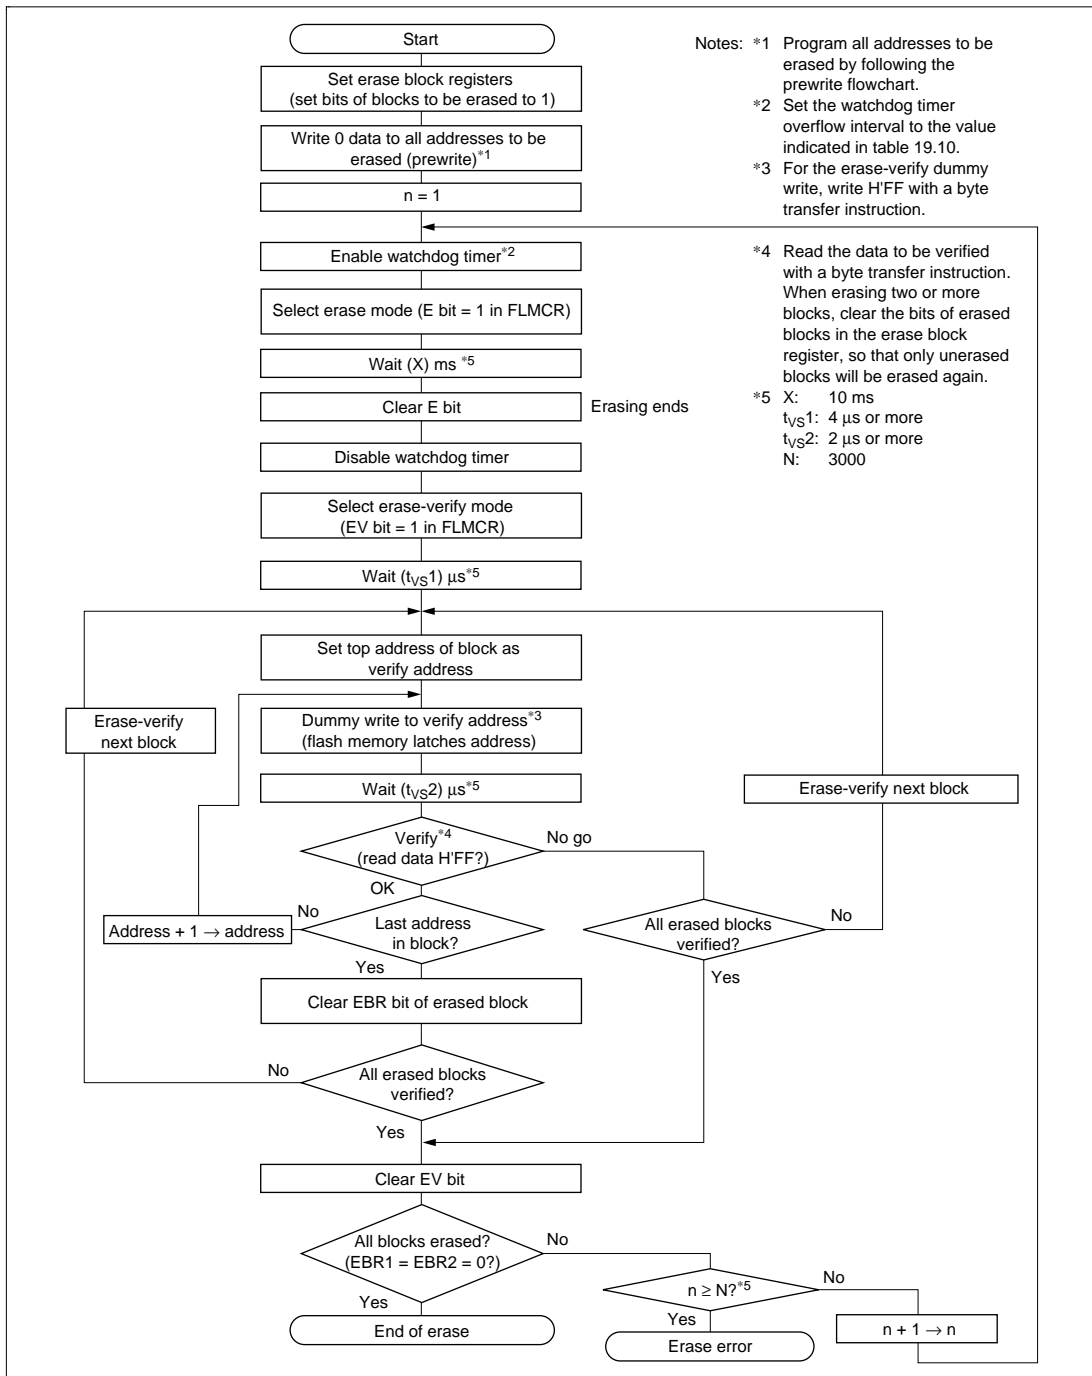 Start
Set erase block registers
(set bits of blocks to be erased to 1)
Write 0 data to all addresses to be
erased (prewrite)*1
n = 1
Enable watchdog timer*2
Select erase mode (E bit = 1 in FLMCR)
Wait (X) ms *5
Clear E bit
Erasing ends
Disable watchdog timer
Select erase-verify mode
(EV bit = 1 in FLMCR)
Wait (tVS1) μs*5
Set top address of block as
verify address
Erase-verify
next block
Dummy write to verify address*3
(flash memory latches address)
Wait (tVS2) μs*5
Erase-verify next block
Verify*4
(read data H'FF?)
No go
OK
Last address
in block?
No
Address + 1 → address
Yes
All erased blocks
verified?
No
Yes
Clear EBR bit of erased block
All erased blocks
verified?
No
Yes
Clear EV bit
All blocks erased?
(EBR1 = EBR2 = 0?)
No
Yes
End of erase
n ≥ N?*5
No
Yes
Erase error
n + 1 → n
Notes: *1 Program all addresses to be
erased by following the
prewrite flowchart.
*2 Set the watchdog timer
overflow interval to the value
indicated in table 19.10.
*3 For the erase-verify dummy
write, write H'FF with a byte
transfer instruction.
*4 Read the data to be verified
with a byte transfer instruction.
When erasing two or more
blocks, clear the bits of erased
blocks in the erase block
register, so that only unerased
blocks will be erased again.
*5 X: 10 ms
tVS1: 4 μs or more
tVS2: 2 μs or more
N: 3000